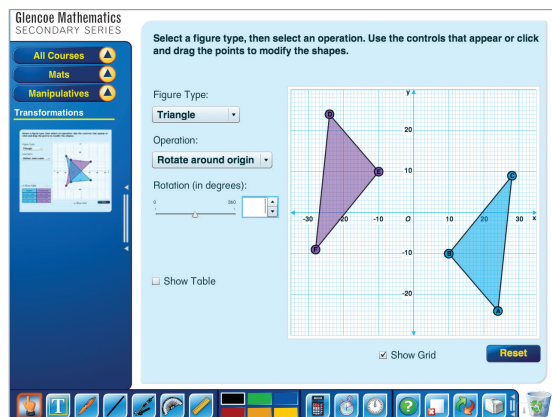 Glencoe Mathematics
SECONDARY SERIES
All Courses
Mats
Manipulatives
Transformations
Select a figure type, then select an operation. Use the controls that appear or click
and drag the points to modify the shapes.
Figure Type:
Triangle
Operation:
Rotate around origin
Rotation (in degrees):
0 360
Show Table
y
D
20
E
10
C
-30 -20 -10 O 10 20 30 x
F
-10
B
-20
A
Show Grid
Reset
T
?